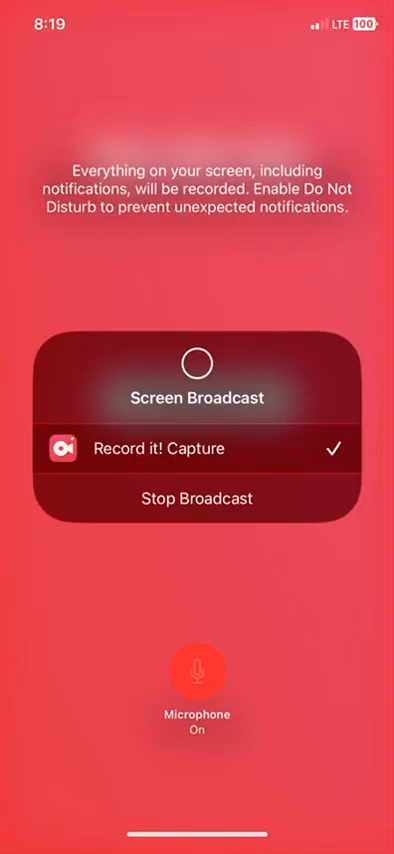 8:19
LTE 100
Everything on your screen, including
notifications, will be recorded. Enable Do Not
Disturb to prevent unexpected notifications.
Screen Broadcast
Record it! Capture
Stop Broadcast
Microphone
On